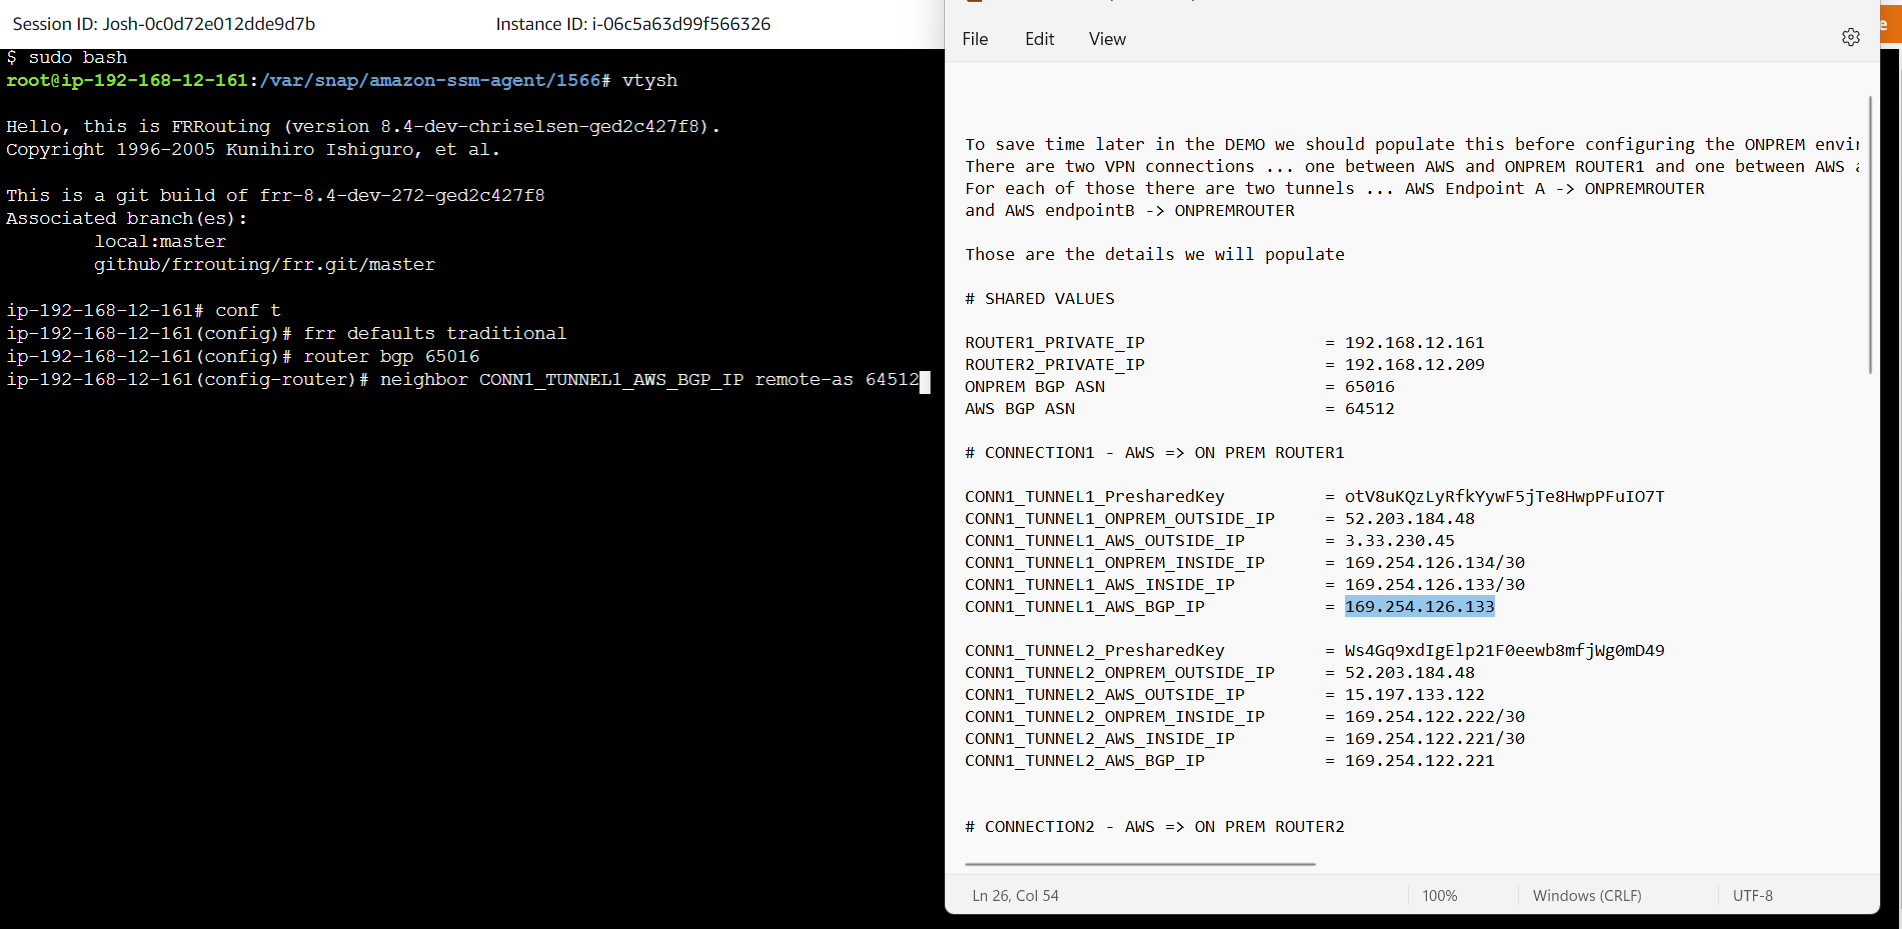 Session ID: Josh-0c0d72e012dde9d7b
Instance ID: i-06c5a63d99f566326
$ sudo bash
root@ip-192-168-12-161:/var/snap/amazon-ssm-agent/1566# vtysh
Hello, this is FRRouting (version 8.4-dev-chriselsen-ged2c427f8).
Copyright 1996-2005 Kunihiro Ishiguro, et al.
This is a git build of frr-8.4-dev-272-ged2c427f8
Associated branch(es):
local:master
github/frrouting/frr.git/master
ip-192-168-12-161# conf t
ip-192-168-12-161(config)# frr defaults traditional
ip-192-168-12-161(config)# router bgp 65016
ip-192-168-12-161(config-router)# neighbor CONN1_TUNNEL1_AWS_BGP_IP remote-as 64512
File Edit View
To save time later in the DEMO we should populate this before configuring the ONPREM
There are two VPN connections ... one between AWS and ONPREM ROUTER1 and one between AWS
For each of those there are two tunnels ... AWS Endpoint A -> ONPREMROUTER
and AWS endpointB -> ONPREMROUTER
Those are the details we will populate
# SHARED VALUES
ROUTER1_PRIVATE_IP = 192.168.12.161
ROUTER2_PRIVATE_IP = 192.168.12.209
ONPREM BGP ASN = 65016
AWS BGP ASN = 64512
# CONNECTION1 - AWS => ON PREM ROUTER1
CONN1_TUNNEL1_PresharedKey = otV8uKQzLyRfkYywF5jTe8HwpPFuIO7T
CONN1_TUNNEL1_ONPREM_OUTSIDE_IP = 52.203.184.48
CONN1_TUNNEL1_AWS_OUTSIDE_IP = 3.33.230.45
CONN1_TUNNEL1_ONPREM_INSIDE_IP = 169.254.126.134/30
CONN1_TUNNEL1_AWS_INSIDE_IP = 169.254.126.133/30
CONN1_TUNNEL1_AWS_BGP_IP = 169.254.126.133
CONN1_TUNNEL2_PresharedKey = Ws4Gq9xdIgElp21F0eewb8mfjWg0mD49
CONN1_TUNNEL2_ONPREM_OUTSIDE_IP = 52.203.184.48
CONN1_TUNNEL2_AWS_OUTSIDE_IP = 15.197.133.122
CONN1_TUNNEL2_ONPREM_INSIDE_IP = 169.254.122.222/30
CONN1_TUNNEL2_AWS_INSIDE_IP = 169.254.122.221/30
CONN1_TUNNEL2_AWS_BGP_IP = 169.254.122.221
# CONNECTION2 - AWS => ON PREM ROUTER2
Ln 26, Col 54 100% Windows (CRLF) UTF-8